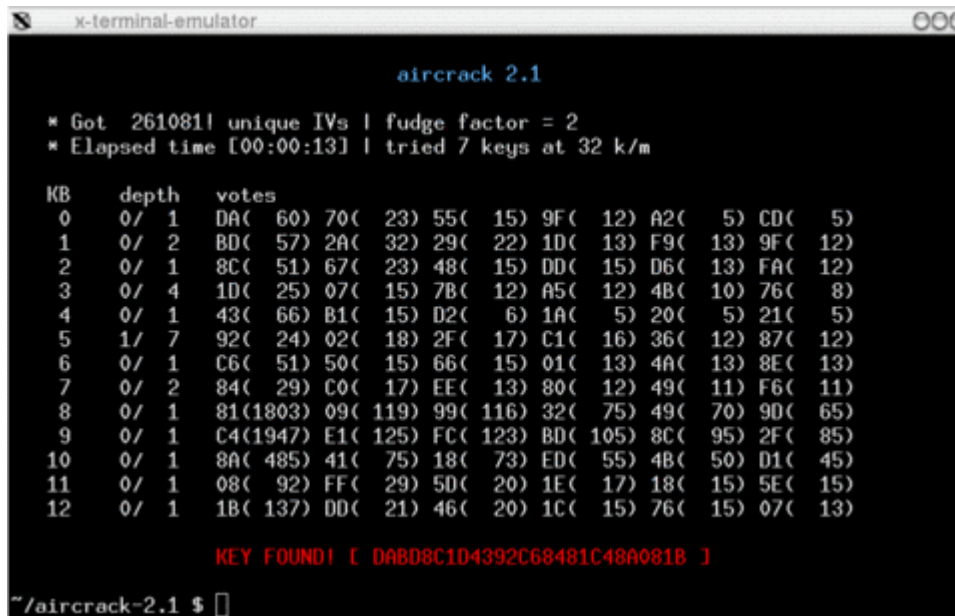 x-terminal-emulator
aircrack 2.1
* Got 261081! unique IVs | fudge factor = 2
* Elapsed time [00:00:13] | tried 7 keys at 32 k/m
KB depth votes
0 0/ 1 DA( 60) 70( 23) 55( 15) 9F( 12) A2( 5) CD( 5)
1 0/ 2 BD( 57) 2A( 32) 29( 22) 1D( 13) F9( 13) 9F( 12)
2 0/ 1 8C( 51) 67( 23) 48( 15) DD( 15) D6( 13) FA( 12)
3 0/ 4 1D( 25) 07( 15) 7B( 12) A5( 12) 4B( 10) 76( 8)
4 0/ 1 43( 66) B1( 15) D2( 6) 1A( 5) 20( 5) 21( 5)
5 1/ 7 92( 24) 02( 18) 2F( 17) C1( 16) 36( 12) 87( 12)
6 0/ 1 C6( 51) 50( 15) 66( 15) 01( 13) 4A( 13) 8E( 13)
7 0/ 2 84( 29) C0( 17) EE( 13) 80( 12) 49( 11) F6( 11)
8 0/ 1 81(1803) 09( 119) 99( 116) 32( 75) 49( 70) 9D( 65)
9 0/ 1 C4(1947) E1( 125) FC( 123) BD( 105) 8C( 95) 2F( 85)
10 0/ 1 8A( 485) 41( 75) 18( 73) ED( 55) 4B( 50) D1( 45)
11 0/ 1 08( 92) FF( 29) 5D( 20) 1E( 17) 18( 15) 5E( 15)
12 0/ 1 1B( 137) DD( 21) 46( 20) 1C( 15) 76( 15) 07( 13)
KEY FOUND! [ DABD8C1D4392C68481C48A081B ]
~/aircrack-2.1 $